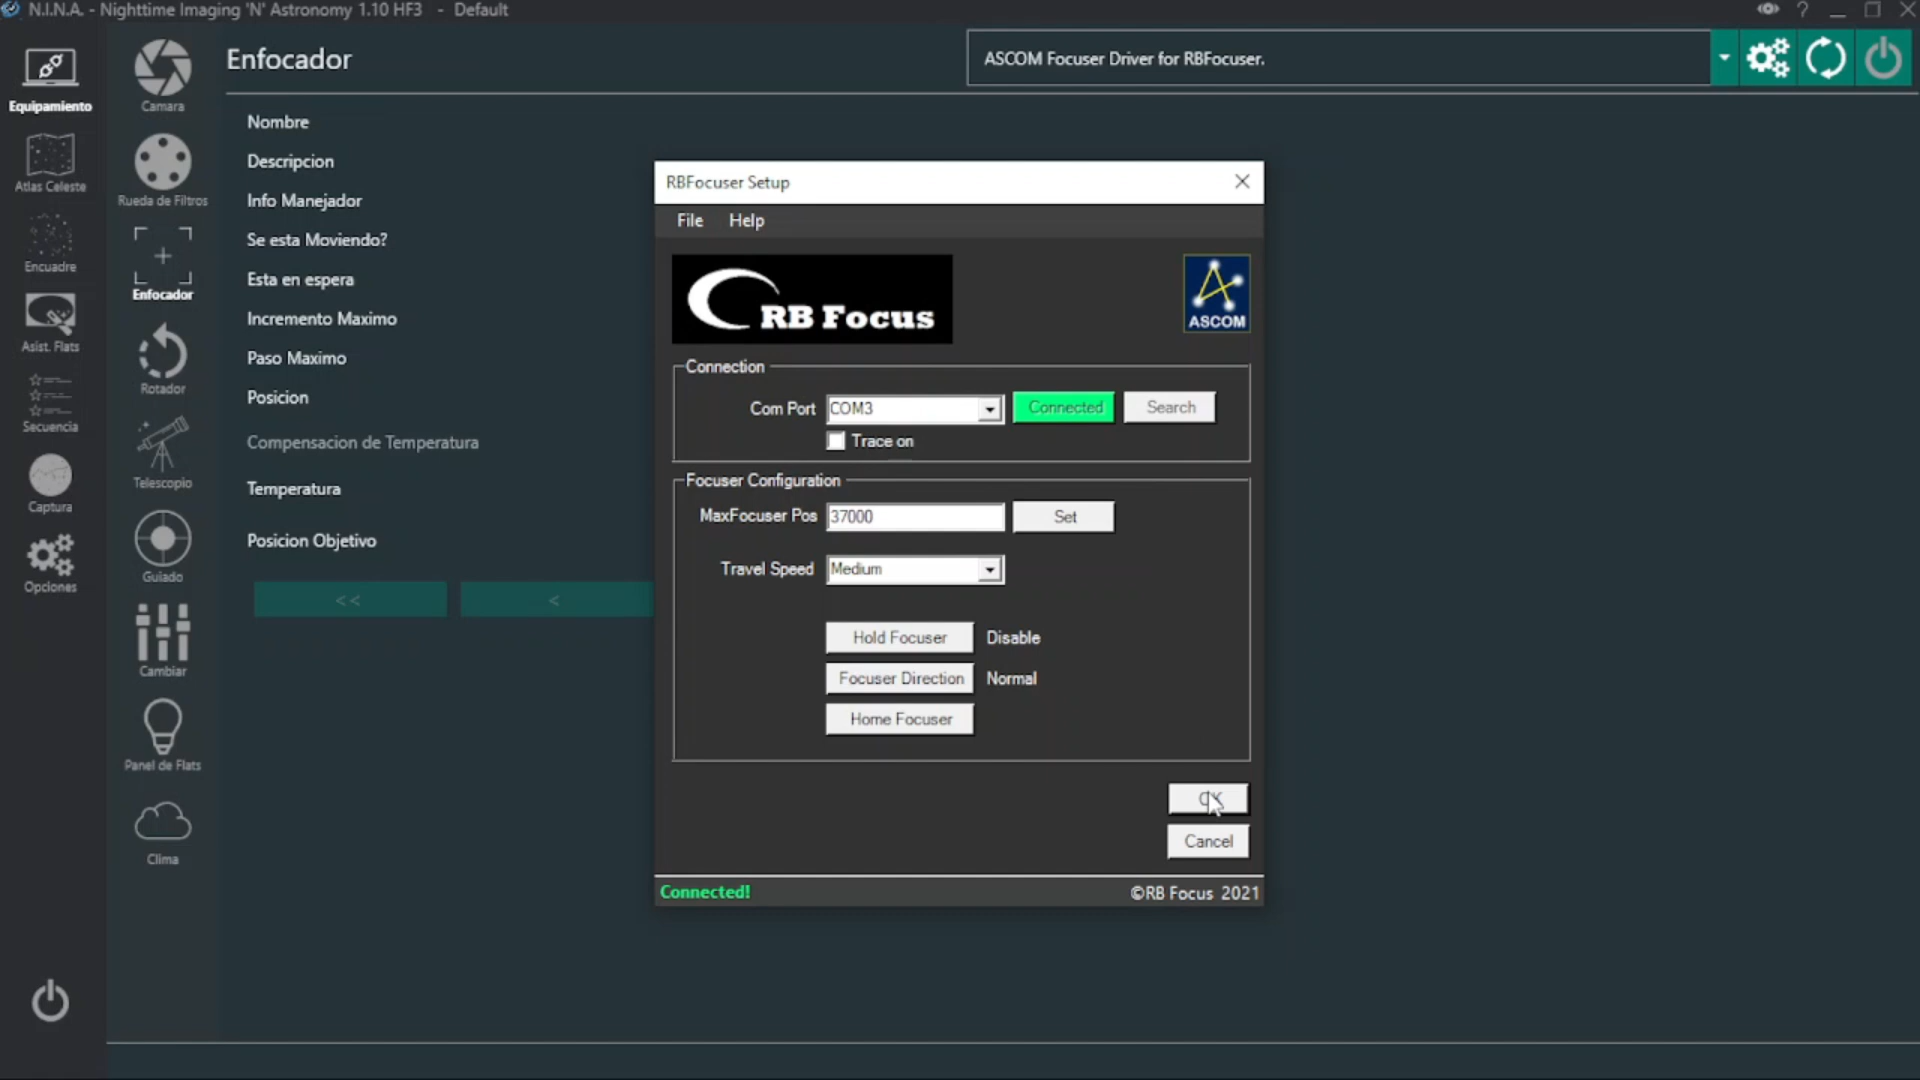 N.I.N.A. - Nighttime Imaging 'N' Astronomy 1.10 HF3 - Default
?
Equipamiento
Atlas Celeste
Encuadre
Asist. Flats
Secuencia
Captura
Opciones
Camara
Rueda de Filtros
Enfocador
Rotador
Telescopio
Guiado
Cambiar
Panel de Flats
Clima
Enfocador
ASCOM Focuser Driver for RBFocuser.
Nombre
Descripcion
Info Manejador
Se esta Moviendo?
Esta en espera
Incremento Maximo
Paso Maximo
Posicion
Compensacion de Temperatura
Temperatura
Posicion Objetivo
<< <
RBFocuser Setup
File Help
RB Focus
ASCOM
Connection
Com Port COM3 Connected Search
Trace on
Focuser Configuration
MaxFocuser Pos 37000 Set
Travel Speed Medium
Hold Focuser Disable
Focuser Direction Normal
Home Focuser
OK
Cancel
Connected! ©RB Focus 2021